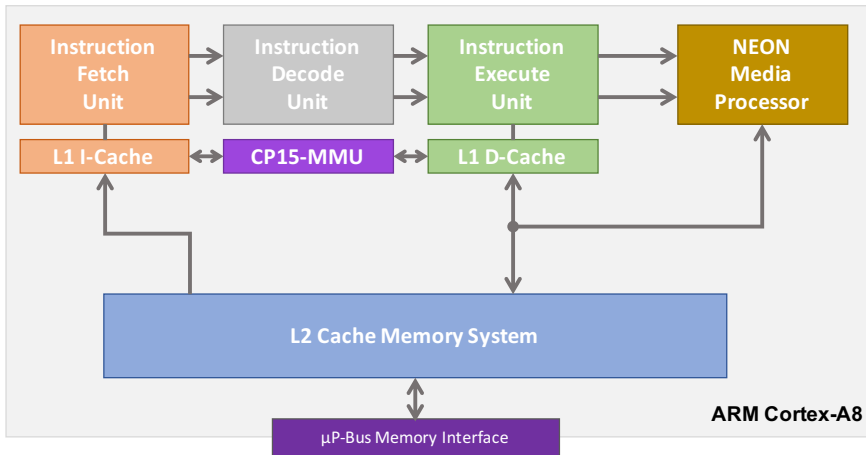 Instruction
Fetch
Unit
Instruction
Decode
Unit
Instruction
Execute
Unit
NEON
Media
Processor
L1 I-Cache
CP15-MMU
L1 D-Cache
L2 Cache Memory System
ARM Cortex-A8
µP-Bus Memory Interface